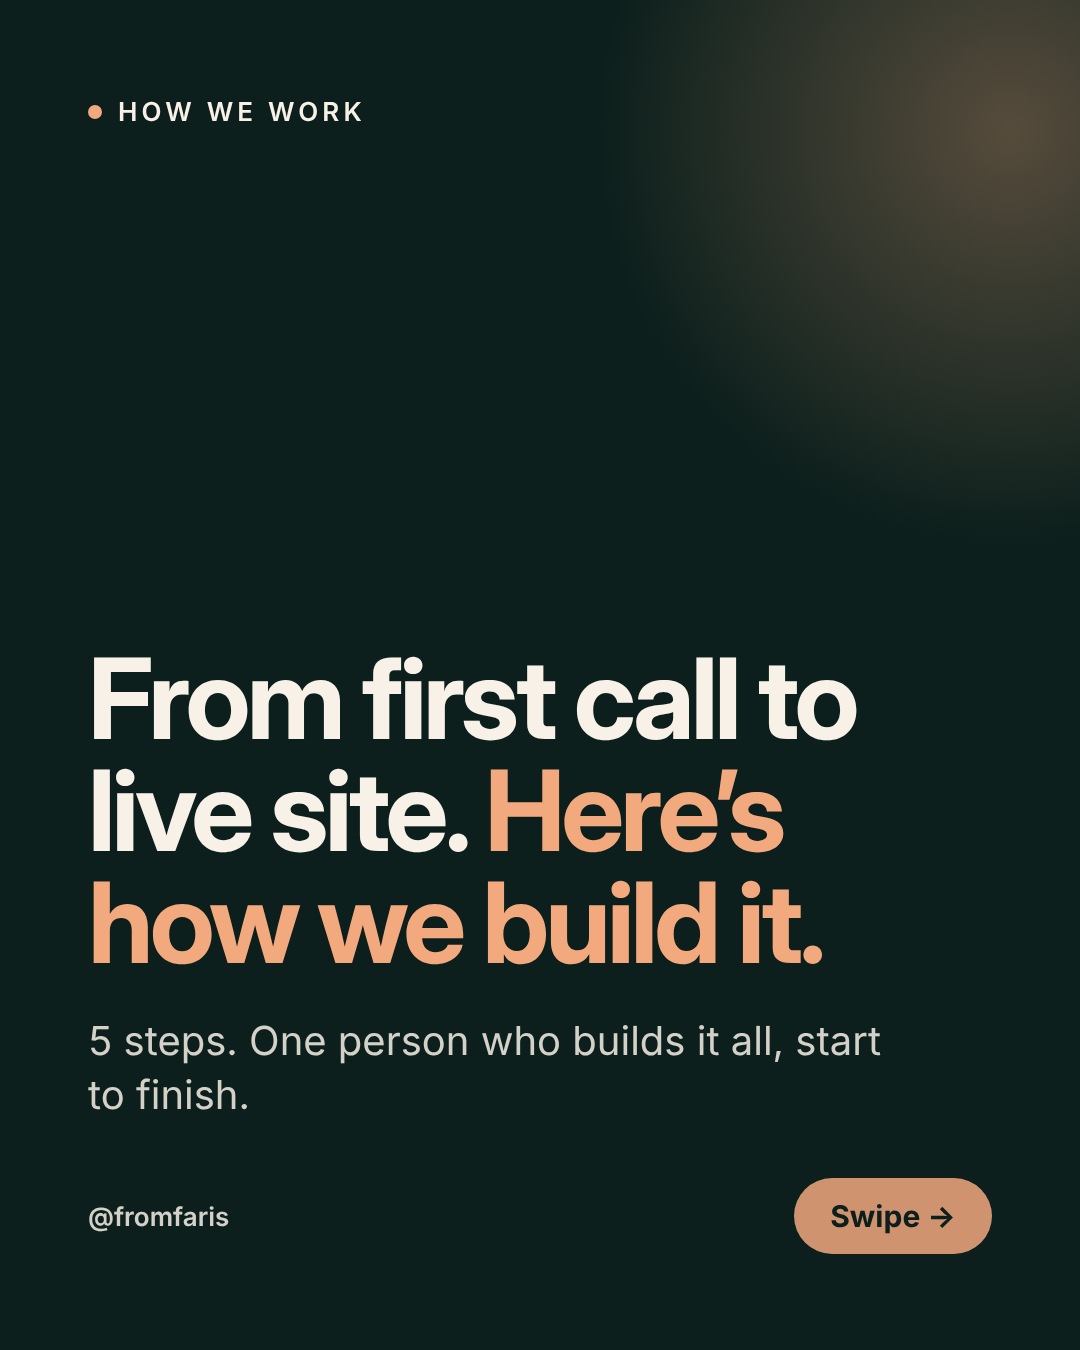 HOW WE WORK
From first call to
live site. Here’s
how we build it.
5 steps. One person who builds it all, start
to finish.
@fromfaris
Swipe →